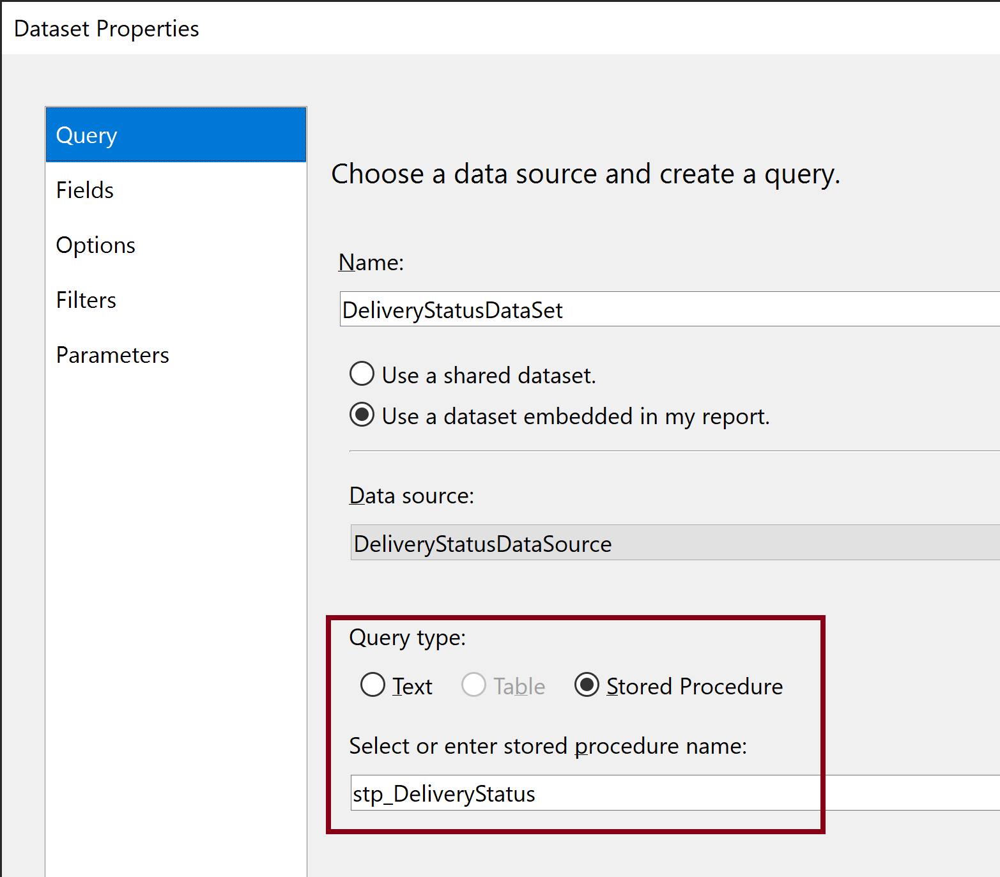 Dataset Properties
Query
Fields
Options
Filters
Parameters
Choose a data source and create a query.
Name:
DeliveryStatusDataSet
Use a shared dataset.
Use a dataset embedded in my report.
Data source:
DeliveryStatusDataSource
Query type:
Text Table Stored Procedure
Select or enter stored procedure name:
stp_DeliveryStatus